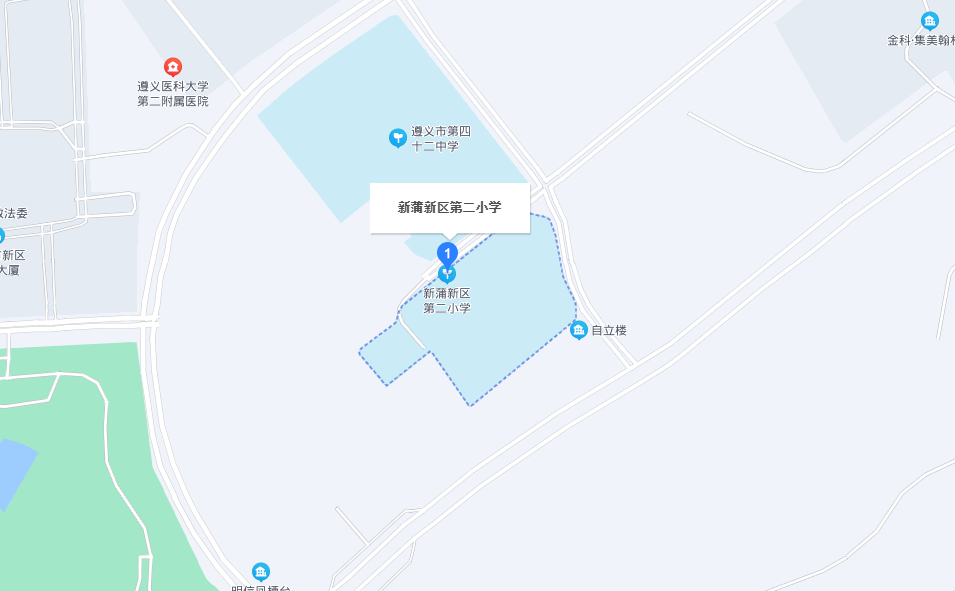 金科·集美翰林
遵义医科大学
第二附属医院
遵义市第四
十二中学
新蒲新区第二小学
法委
新区
大厦
1
新蒲新区
第二小学
自立楼